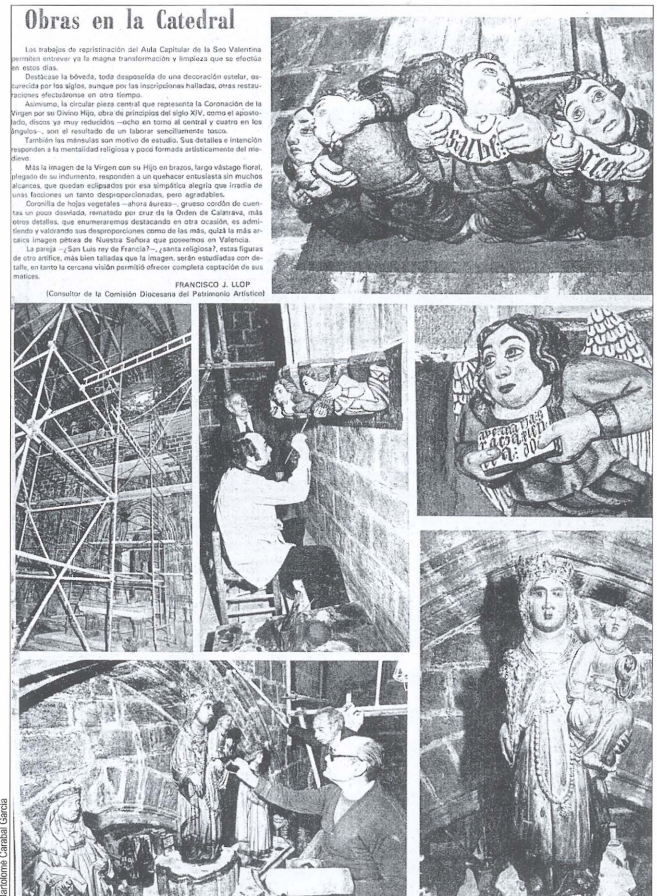 Obras en la Catedral
Los trabajos de repristinación del Aula Capitular de la Seo Valentina
permiten entrever ya la magna transformación y limpieza que se efectúa
en estos días.
Destácase la bóveda, toda desposeída de una decoración estelar, os-
curecida por los siglos, aunque por las inscripciones halladas, otras restau-
raciones efectuáronse en otro tiempo.
Asimismo, la circular pieza central que representa la Coronación de la
Virgen por su Divino Hijo, obra de principios del siglo XIV, como el aposto-
lado, discos ya muy reducidos —ocho en torno al central y cuatro en los
ángulos—, son el resultado de un laborar sencillamente tosco.
También las ménsulas son motivo de estudio. Sus detalles e intención
responden a la mentalidad religiosa y poco formada artísticamente del me-
dievo.
Más la imagen de la Virgen con su Hijo en brazos, largo vástago floral,
plegado de su indumento, responden a un quehacer entusiasta sin muchos
alcances, que quedan eclipsados por esa simpática alegría que irradia de
unas facciones un tanto desproporcionadas, pero agradables.
Coronilla de hojas vegetales —ahora áureas—, grueso cordón de cuen-
tas un poco desviada, rematado por cruz de la Orden de Calatrava, más
otros detalles, que enumeraremos destacando en otra ocasión, es admi-
tiendo y valorando sus desproporciones como de las más, quizá la más ar-
caica imagen pétrea de Nuestra Señora que poseemos en Valencia.
La pareja —¿San Luis rey de Francia?—, ¿santa religiosa?, estas figuras
de otro artífice, más bien talladas que la imagen, serán estudiadas con de-
talle, en tanto la cercana visión permitió ofrecer completa captación de sus
matices.
FRANCISCO J. LLOP
(Consultor de la Comisión Diocesana del Patrimonio Artístico)
salbe
Bartolomé Carabal García